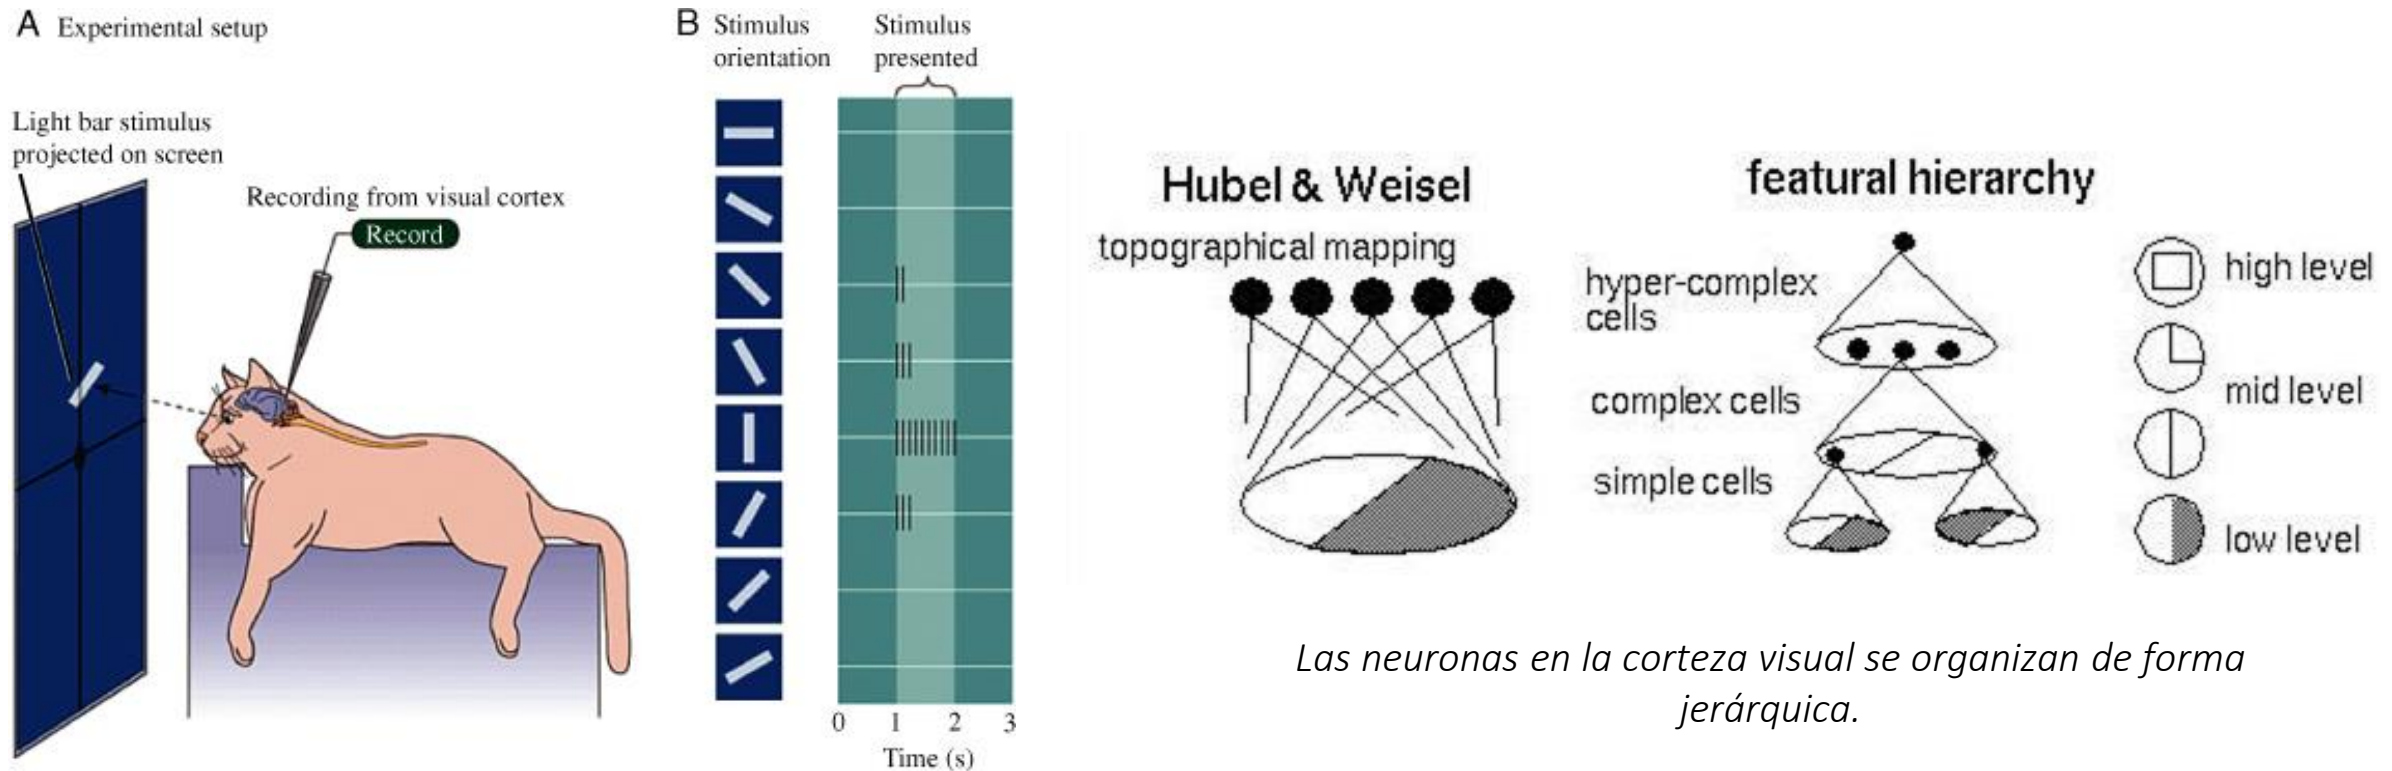 A Experimental setup
Light bar stimulus
projected on screen
Recording from visual cortex
Record
B Stimulus
orientation
Stimulus
presented
0 1 2 3
Time (s)
Hubel & Weisel
topographical mapping
featural hierarchy
hyper-complex
cells
complex cells
simple cells
high level
mid level
low level
Las neuronas en la corteza visual se organizan de forma
jerárquica.